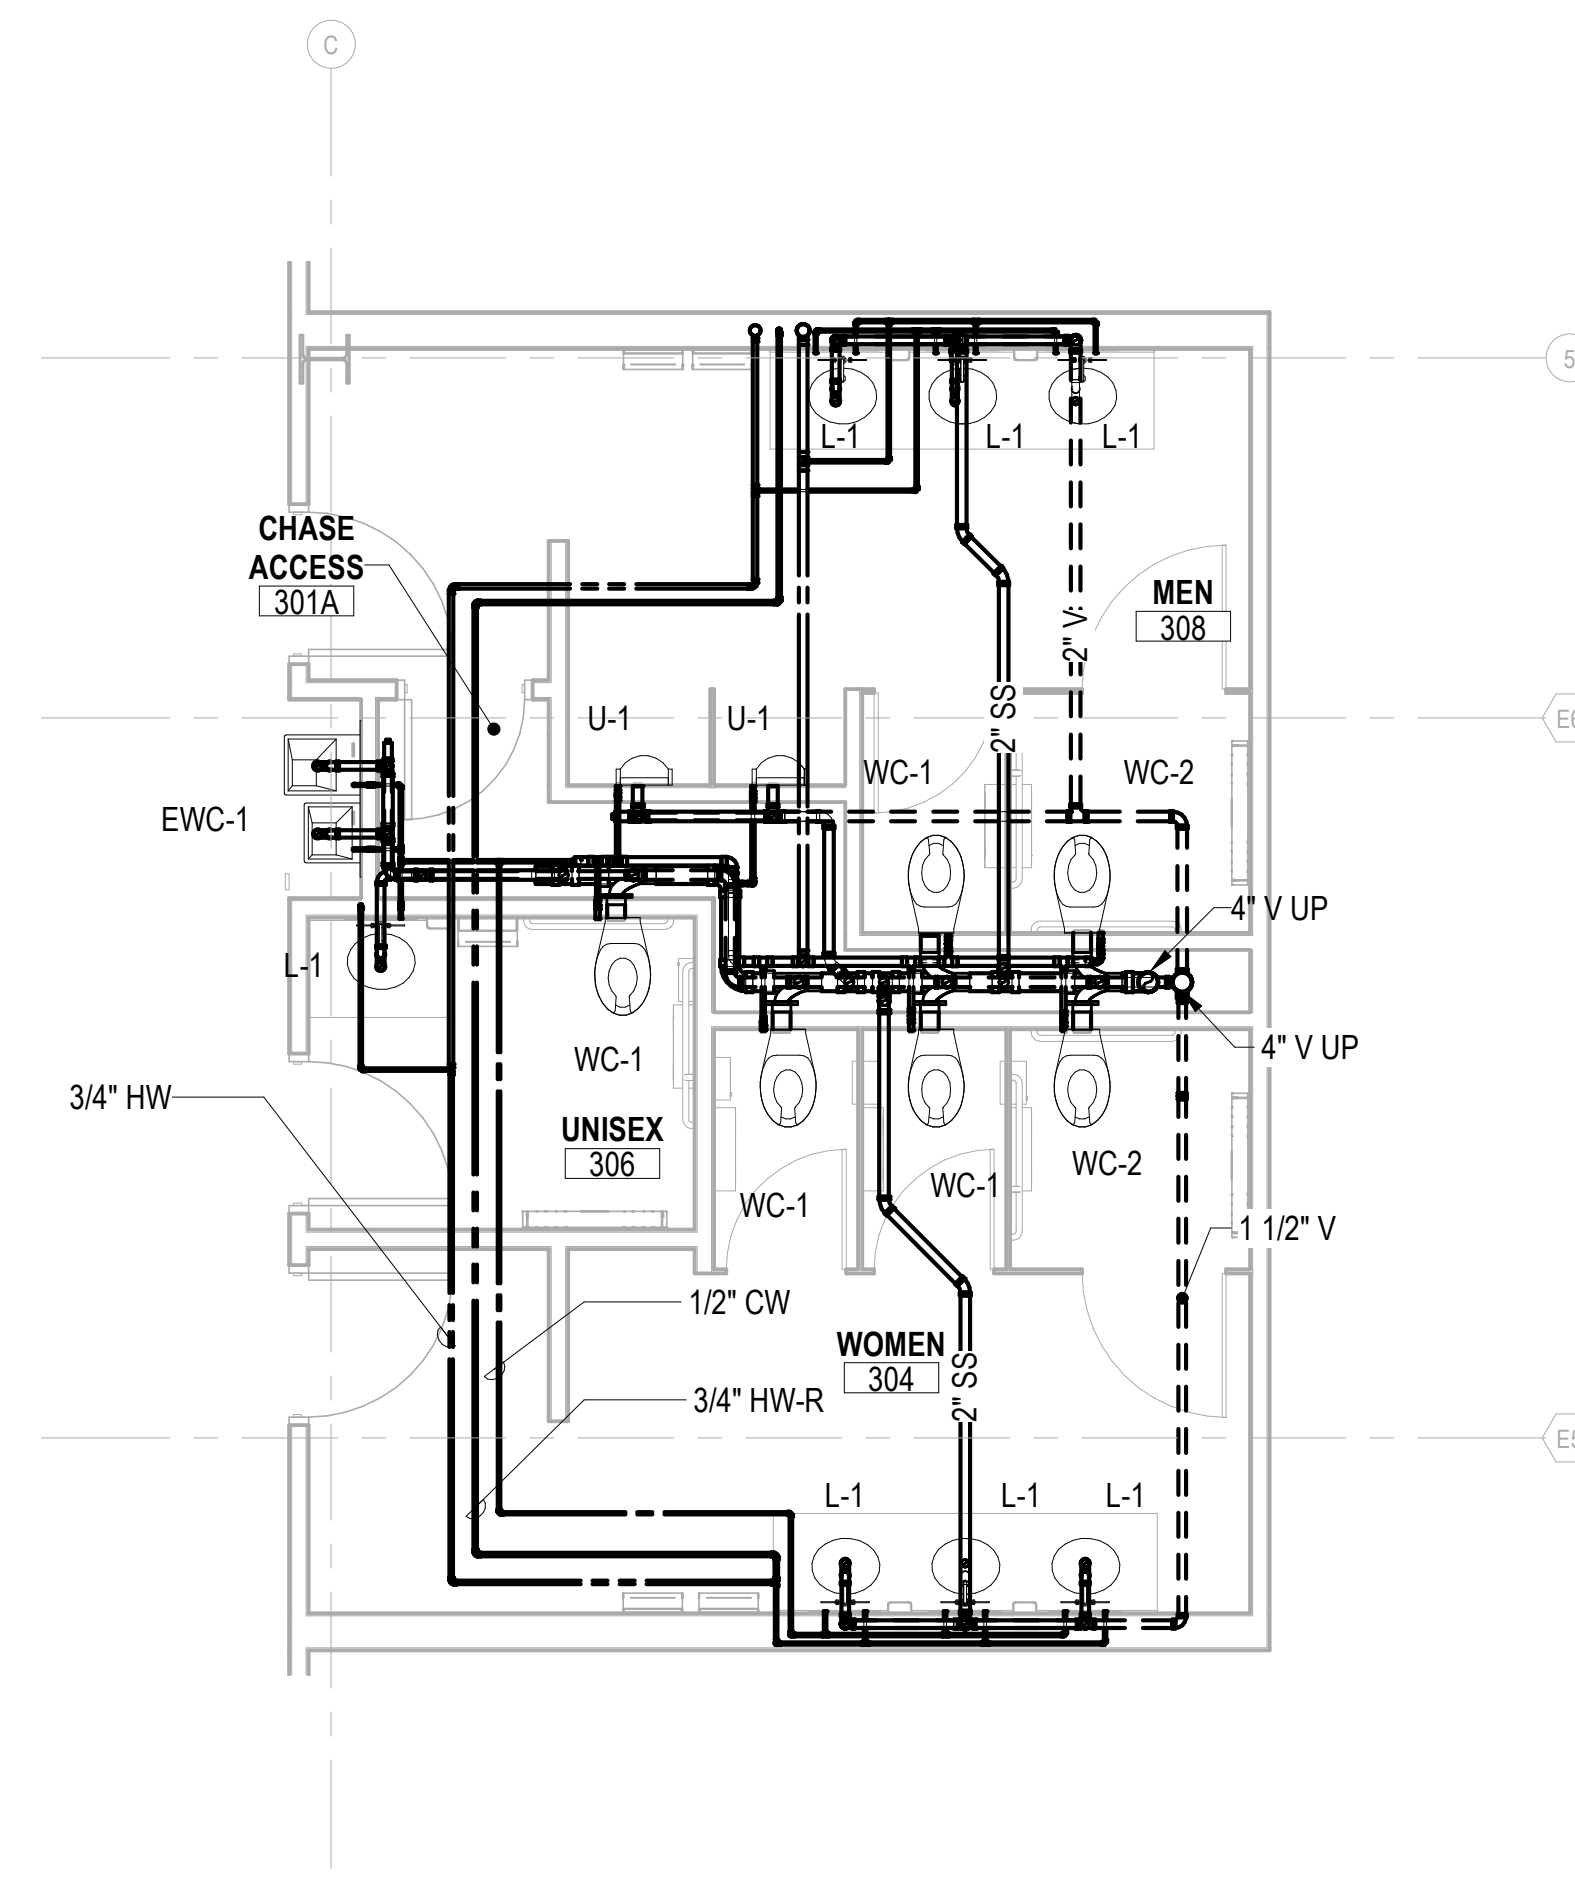 C
5
L-1
L-1
L-1
CHASE
ACCESS
301A
MEN
308
2" V
2" SS
U-1
U-1
E6
WC-1
WC-2
EWC-1
4" V UP
L-1
4" V UP
WC-1
3/4" HW
UNISEX
306
WC-2
WC-1
WC-1
1 1/2" V
1/2" CW
WOMEN
304
2" SS
3/4" HW-R
E5
L-1
L-1
L-1